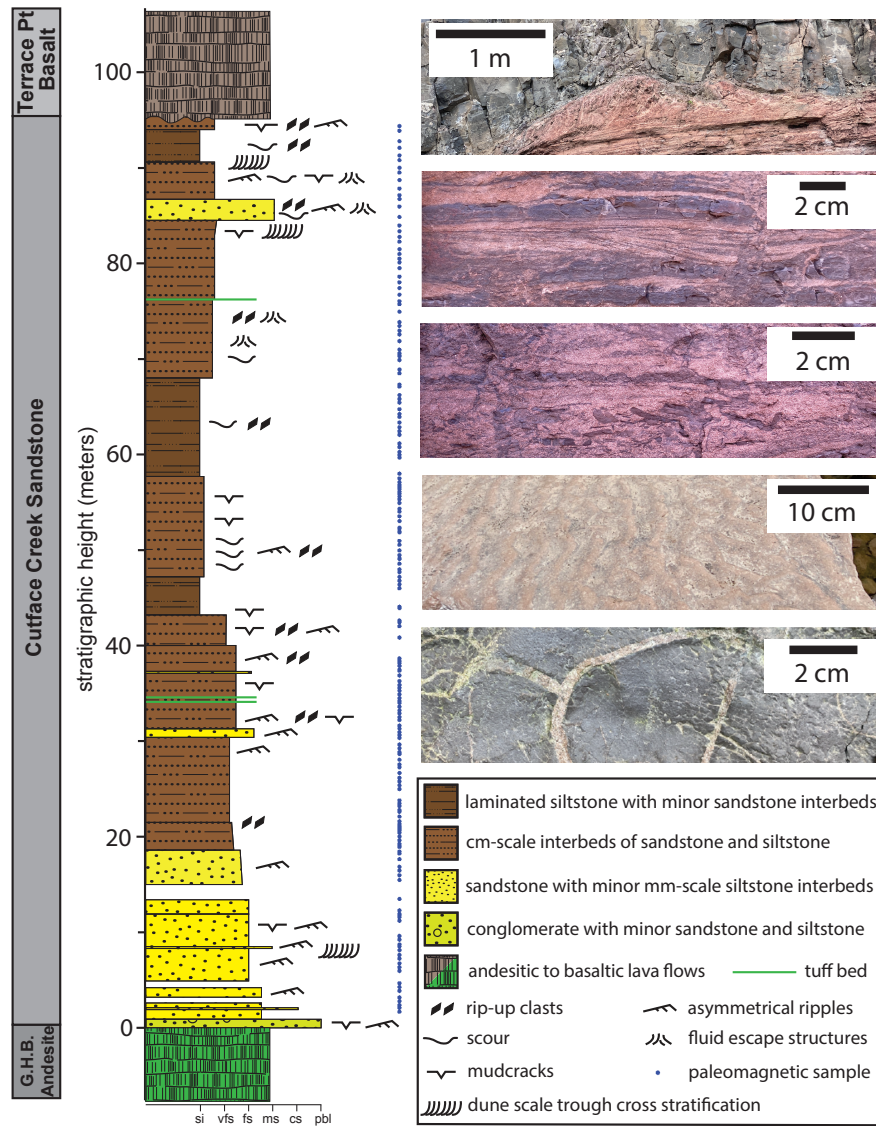 Terrace Pt
Basalt
Cutface Creek Sandstone
G.H.B.
Andesite
stratigraphic height (meters)
100
80
60
40
20
0
si
vfs
fs
ms
cs
pbl
1 m
2 cm
2 cm
10 cm
2 cm
laminated siltstone with minor sandstone interbeds
cm-scale interbeds of sandstone and siltstone
sandstone with minor mm-scale siltstone interbeds
conglomerate with minor sandstone and siltstone
andesitic to basaltic lava flows
tuff bed
rip-up clasts
asymmetrical ripples
scour
fluid escape structures
mudcracks
paleomagnetic sample
dune scale trough cross stratification